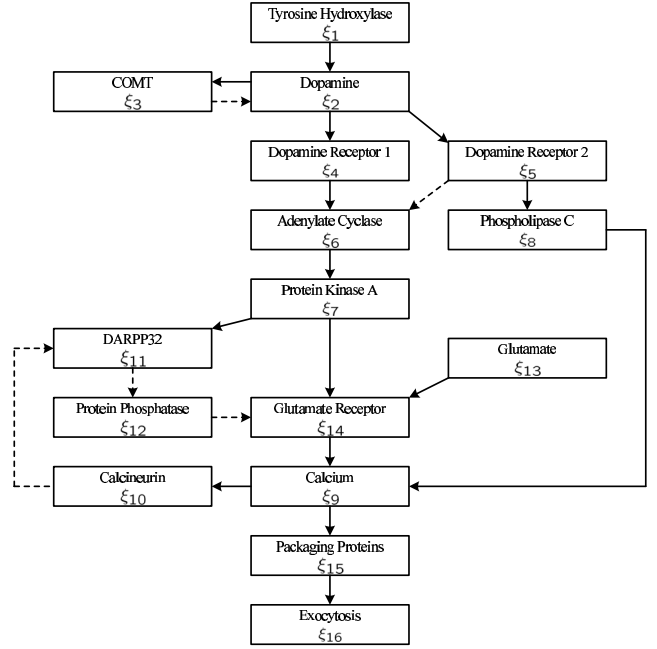 Tyrosine Hydroxylase
ξ1
COMT
ξ3
Dopamine
ξ2
Dopamine Receptor 1
ξ4
Dopamine Receptor 2
ξ5
Adenylate Cyclase
ξ6
Phospholipase C
ξ8
Protein Kinase A
ξ7
DARPP32
ξ11
Glutamate
ξ13
Protein Phosphatase
ξ12
Glutamate Receptor
ξ14
Calcineurin
ξ10
Calcium
ξ9
Packaging Proteins
ξ15
Exocytosis
ξ16